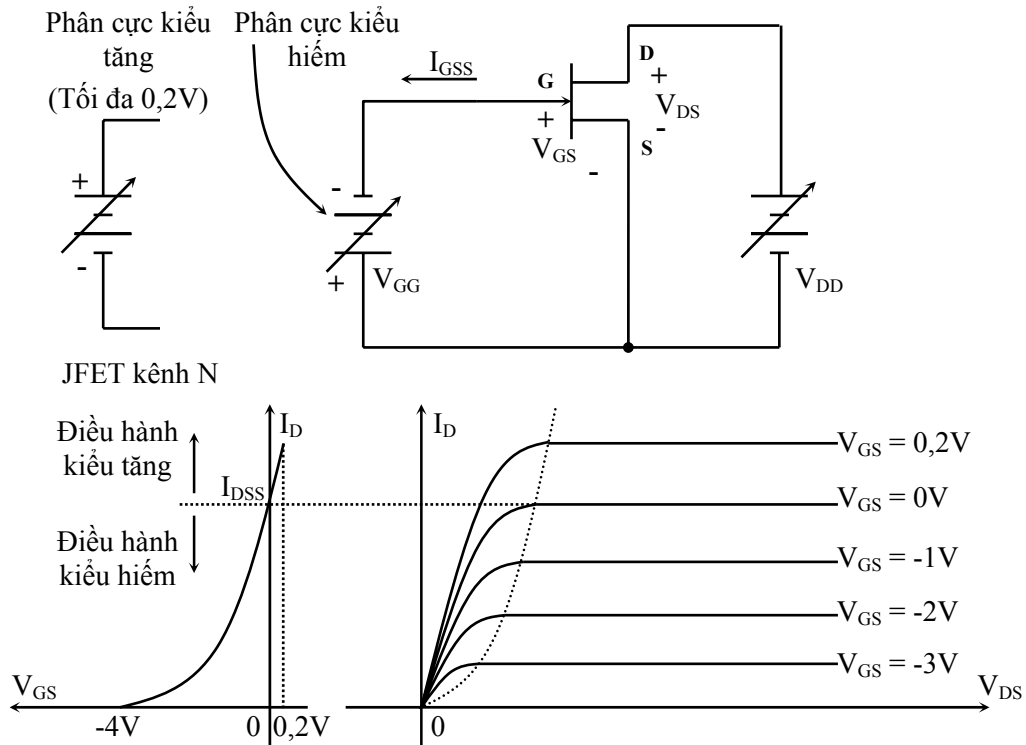 Phân cực kiểu
tăng
(Tối đa 0,2V)
Phân cực kiểu
hiếm
I_GSS
G
D
S
+
V_DS
-
+
V_GS
-
+
-
-
+
V_GG
V_DD
JFET kênh N
Điều hành
kiểu tăng
I_D
I_DSS
Điều hành
kiểu hiếm
V_GS
-4V
0
0,2V
I_D
V_GS = 0,2V
V_GS = 0V
V_GS = -1V
V_GS = -2V
V_GS = -3V
V_DS
0